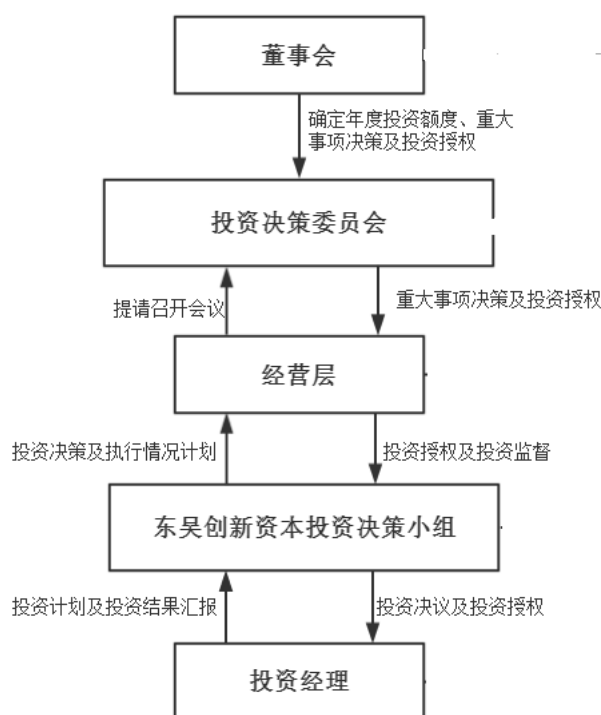 董事会
确定年度投资额度、重大
事项决策及投资授权
投资决策委员会
提请召开会议
重大事项决策及投资授权
经营层
投资决策及执行情况计划
投资授权及投资监督
东吴创新资本投资决策小组
投资计划及投资结果汇报
投资决议及投资授权
投资经理